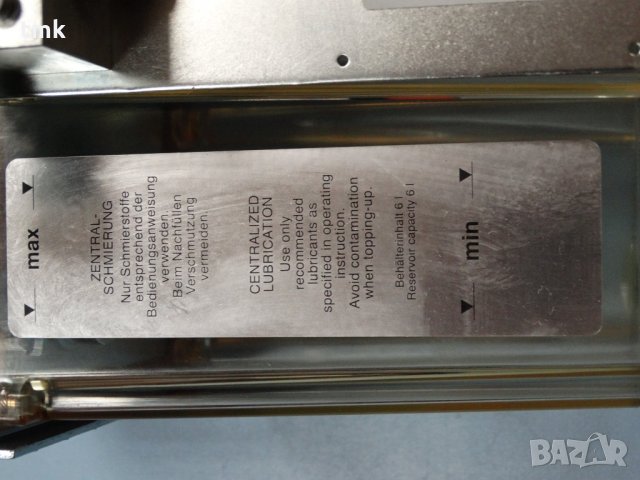 tmk
max
ZENTRAL-
SCHMIERUNG
Nur Schmierstoffe
entsprechend der
Bedienungsanweisung
verwenden.
Beim Nachfüllen
Verschmutzung
vermeiden.
CENTRALIZED
LUBRICATION
Use only
recommended
lubricants as
specified in operating
instruction.
Avoid contamination
when topping-up.
Behälterinhalt 6 l
Reservoir capacity 6 l
min
BAZAR